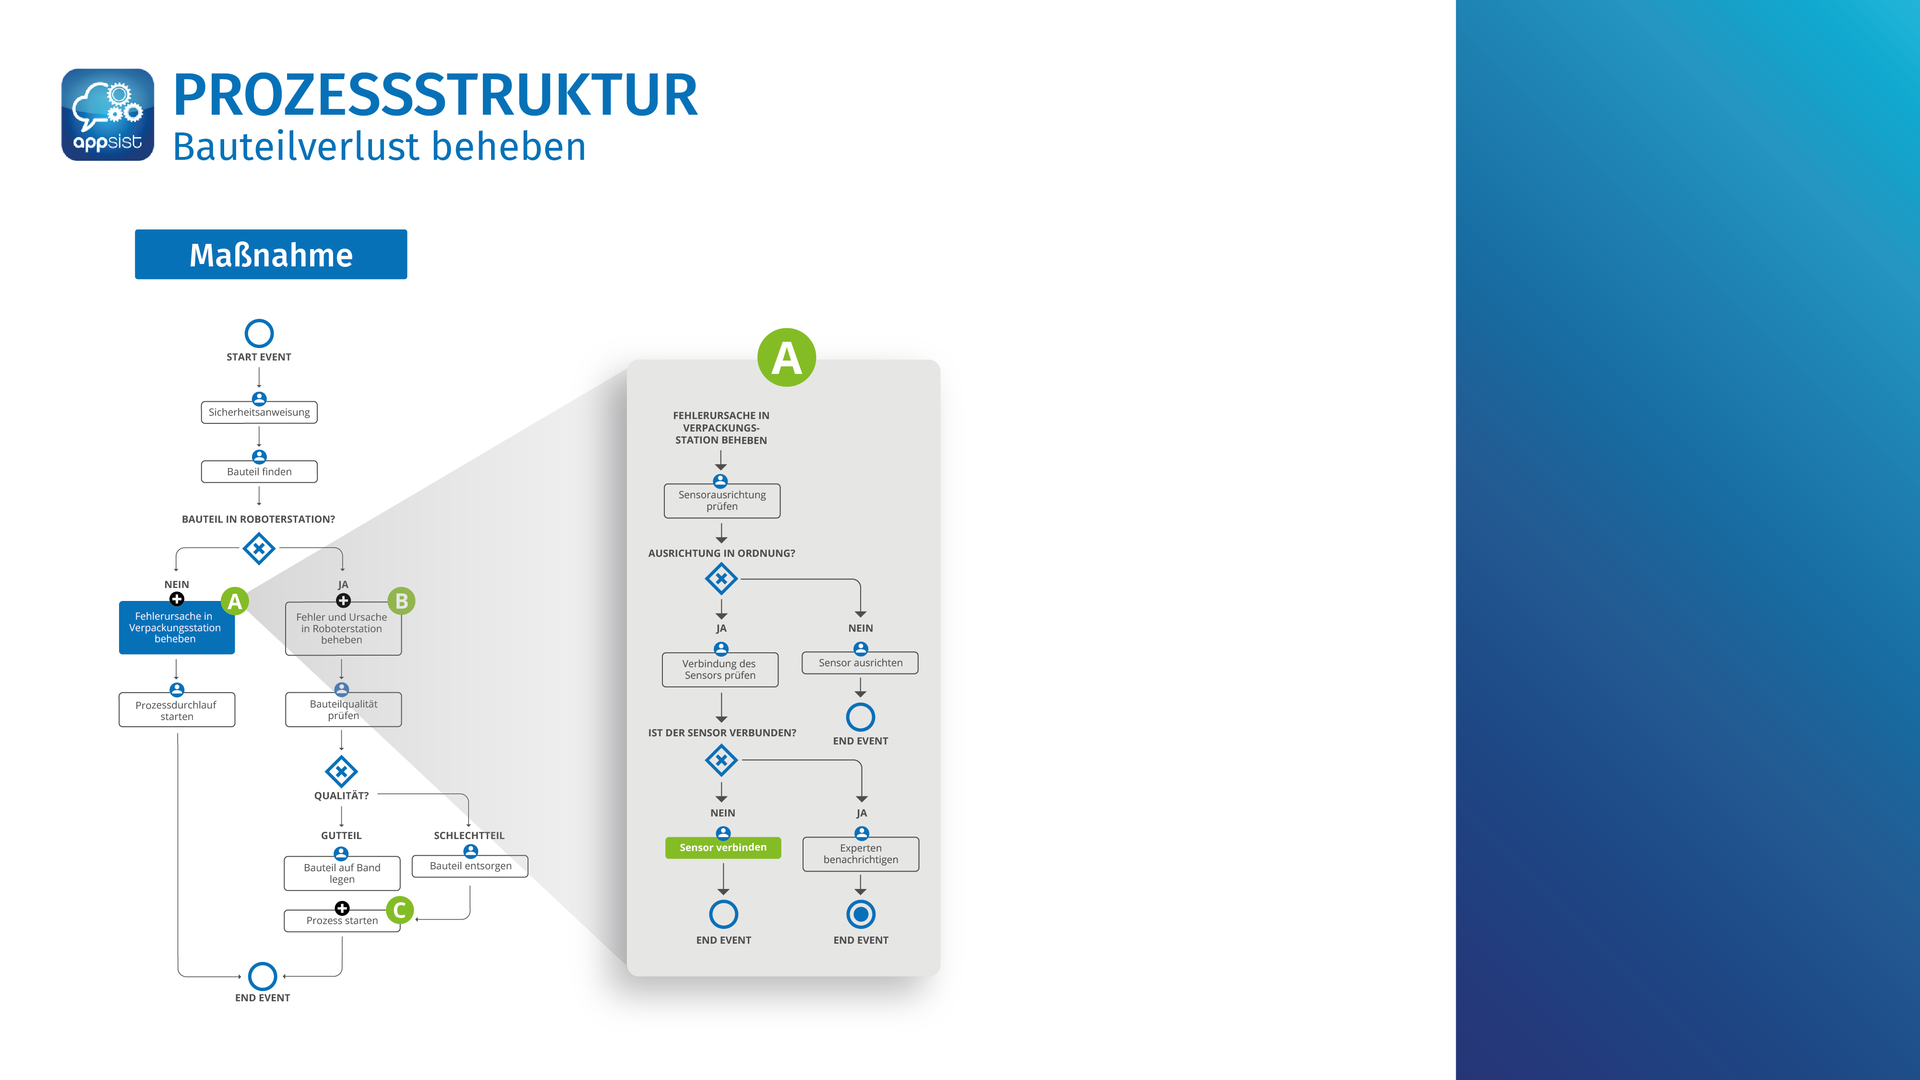 appsist
PROZESSSTRUKTUR
Bauteilverlust beheben
Maßnahme
START EVENT
Sicherheitsanweisung
Bauteil finden
BAUTEIL IN ROBOTERSTATION?
NEIN
JA
A
B
Fehlerursache in
Verpackungsstation
beheben
Fehler und Ursache
in Roboterstation
beheben
Prozessdurchlauf
starten
Bauteilqualität
prüfen
QUALITÄT?
GUTTEIL
SCHLECHTTEIL
Bauteil auf Band
legen
Bauteil entsorgen
C
Prozess starten
END EVENT
A
FEHLERURSACHE IN
VERPACKUNGS-
STATION BEHEBEN
Sensorausrichtung
prüfen
AUSRICHTUNG IN ORDNUNG?
JA
NEIN
Verbindung des
Sensors prüfen
Sensor ausrichten
END EVENT
IST DER SENSOR VERBUNDEN?
NEIN
JA
Sensor verbinden
Experten
benachrichtigen
END EVENT
END EVENT